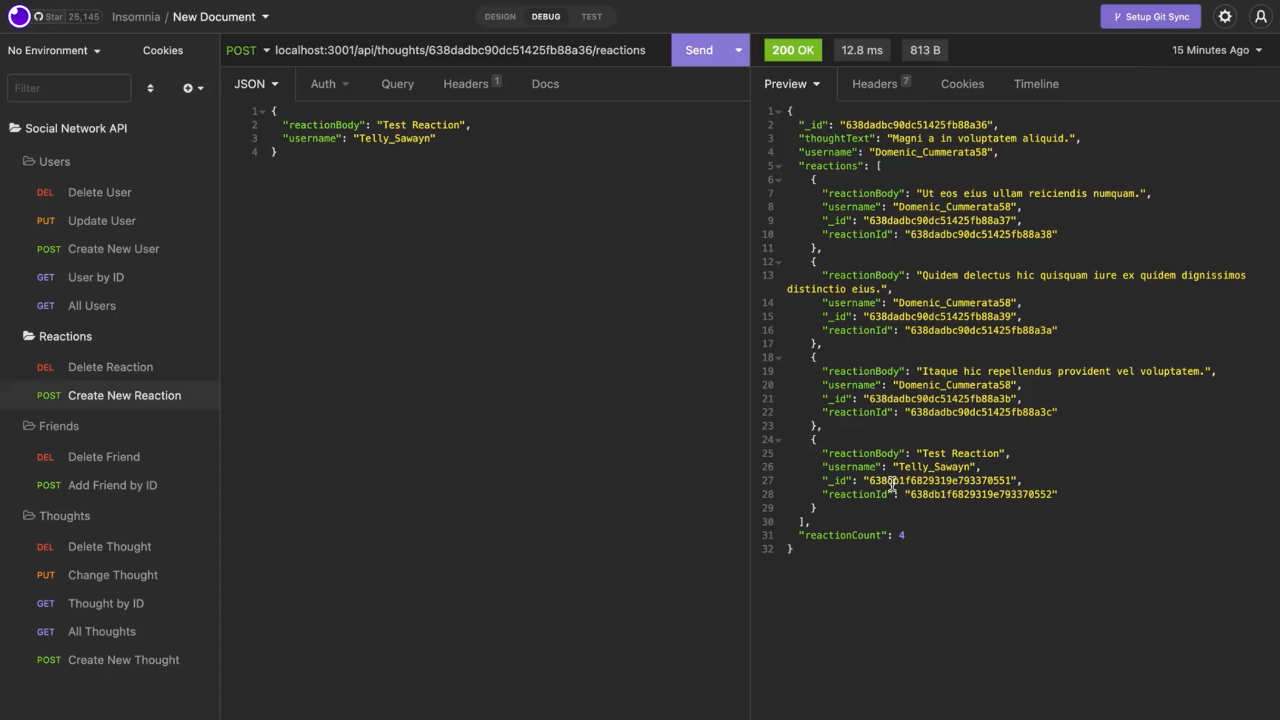 Star 25,145 Insomnia / New Document DESIGN DEBUG TEST Setup Git Sync
No Environment Cookies POST localhost:3001/api/thoughts/638dadbc90dc51425fb88a36/reactions Send 200 OK 12.8 ms 813 B 15 Minutes Ago
Filter
JSON Auth Query Headers 1 Docs
Preview Headers 7 Cookies Timeline
Social Network API
Users
DEL Delete User
PUT Update User
POST Create New User
GET User by ID
GET All Users
Reactions
DEL Delete Reaction
POST Create New Reaction
Friends
DEL Delete Friend
POST Add Friend by ID
Thoughts
DEL Delete Thought
PUT Change Thought
GET Thought by ID
GET All Thoughts
POST Create New Thought
1 {
2 "reactionBody": "Test Reaction",
3 "username": "Telly_Sawayn"
4 }
1 {
2 "_id": "638dadbc90dc51425fb88a36",
3 "thoughtText": "Magni a in voluptatem aliquid.",
4 "username": "Domenic_Cummerata58",
5 "reactions": [
6 {
7 "reactionBody": "Ut eos eius ullam reiciendis numquam.",
8 "username": "Domenic_Cummerata58",
9 "_id": "638dadbc90dc51425fb88a37",
10 "reactionId": "638dadbc90dc51425fb88a38"
11 },
12 {
13 "reactionBody": "Quidem delectus hic quisquam iure ex quidem dignissimos
distinctio eius.",
14 "username": "Domenic_Cummerata58",
15 "_id": "638dadbc90dc51425fb88a39",
16 "reactionId": "638dadbc90dc51425fb88a3a"
17 },
18 {
19 "reactionBody": "Itaque hic repellendus provident vel voluptatem.",
20 "username": "Domenic_Cummerata58",
21 "_id": "638dadbc90dc51425fb88a3b",
22 "reactionId": "638dadbc90dc51425fb88a3c"
23 },
24 {
25 "reactionBody": "Test Reaction",
26 "username": "Telly_Sawayn",
27 "_id": "638db1f6829319e793370551",
28 "reactionId": "638db1f6829319e793370552"
29 }
30 ],
31 "reactionCount": 4
32 }